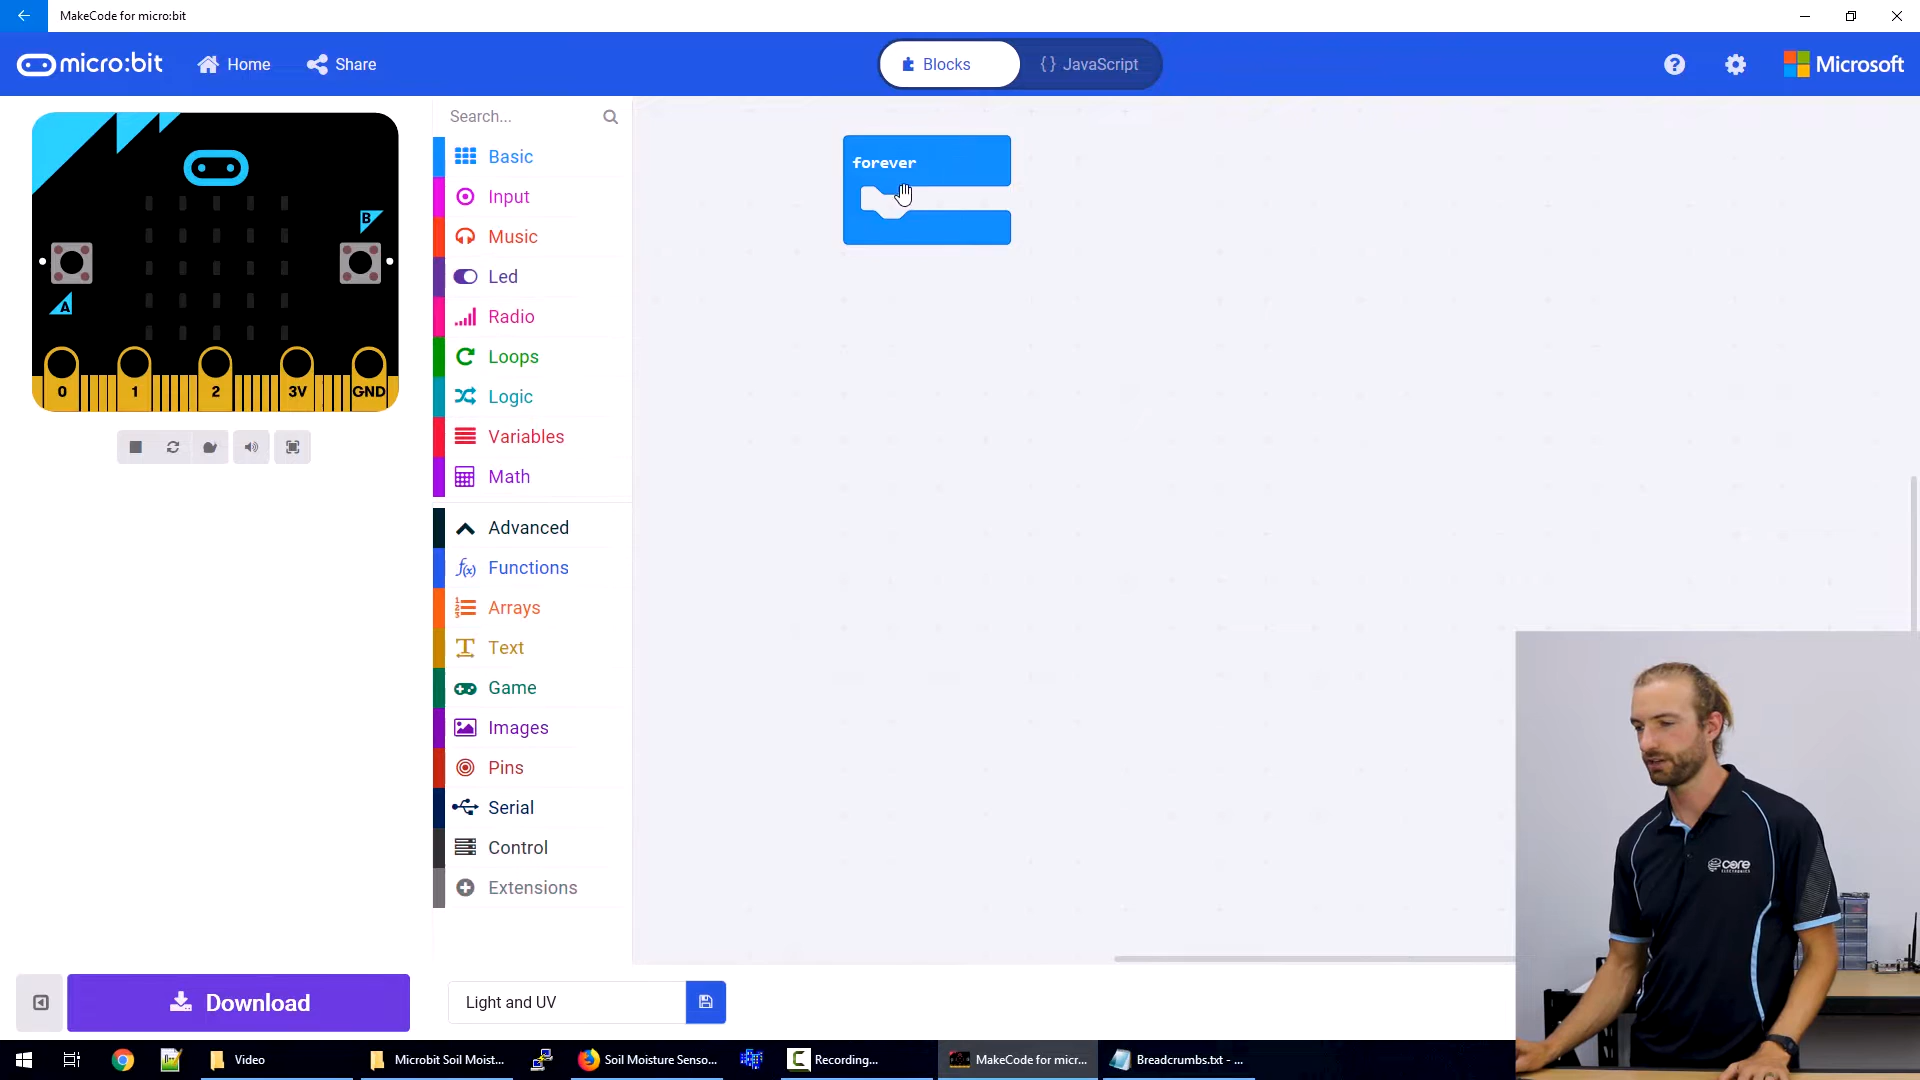 MakeCode for micro:bit
micro:bit
Home
Share
Blocks
{ } JavaScript
?
Microsoft
Search...
Basic
Input
Music
Led
Radio
Loops
Logic
Variables
Math
Advanced
f(x) Functions
Arrays
Text
Game
Images
Pins
Serial
Control
Extensions
forever
B
A
0 1 2 3V GND
Download
Light and UV
core
ELECTRONICS
Video
Microbit Soil Moist...
Soil Moisture Senso...
Recording...
MakeCode for micr...
Breadcrumbs.txt - ...